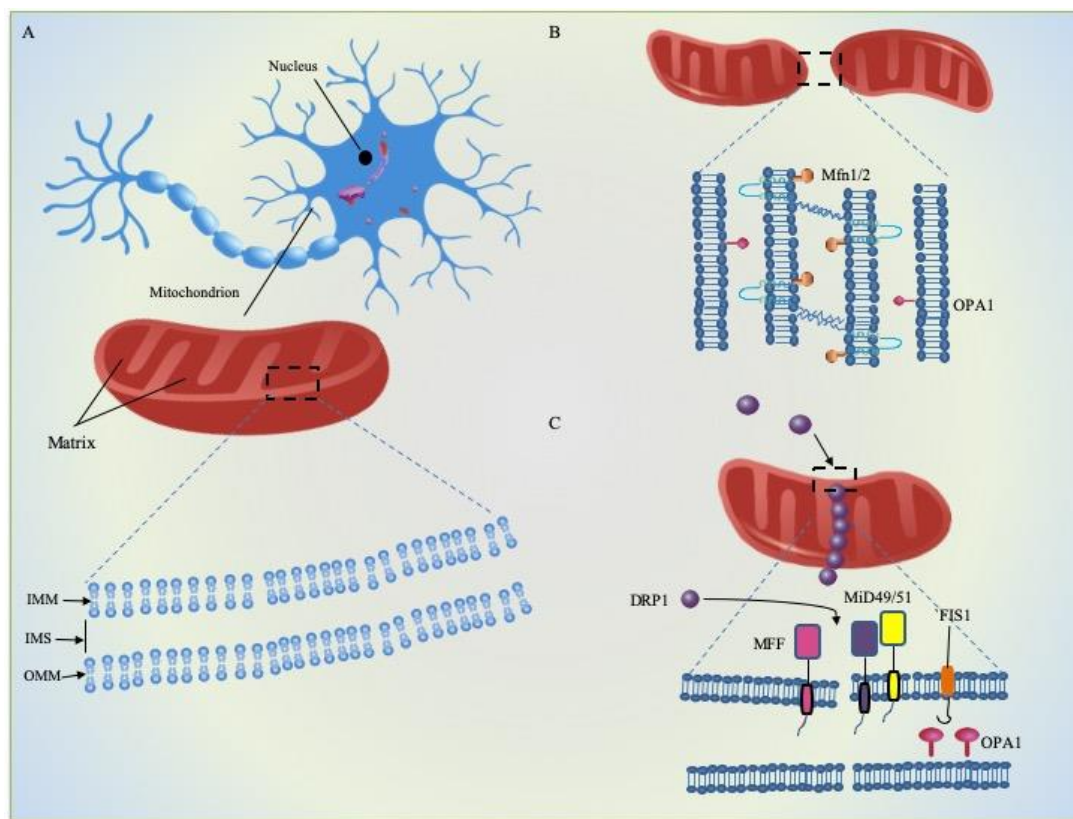 A
Nucleus
Mitochondrion
Matrix
IMM
IMS
OMM
B
Mfn1/2
OPA1
C
DRP1
MiD49/51
FIS1
MFF
OPA1